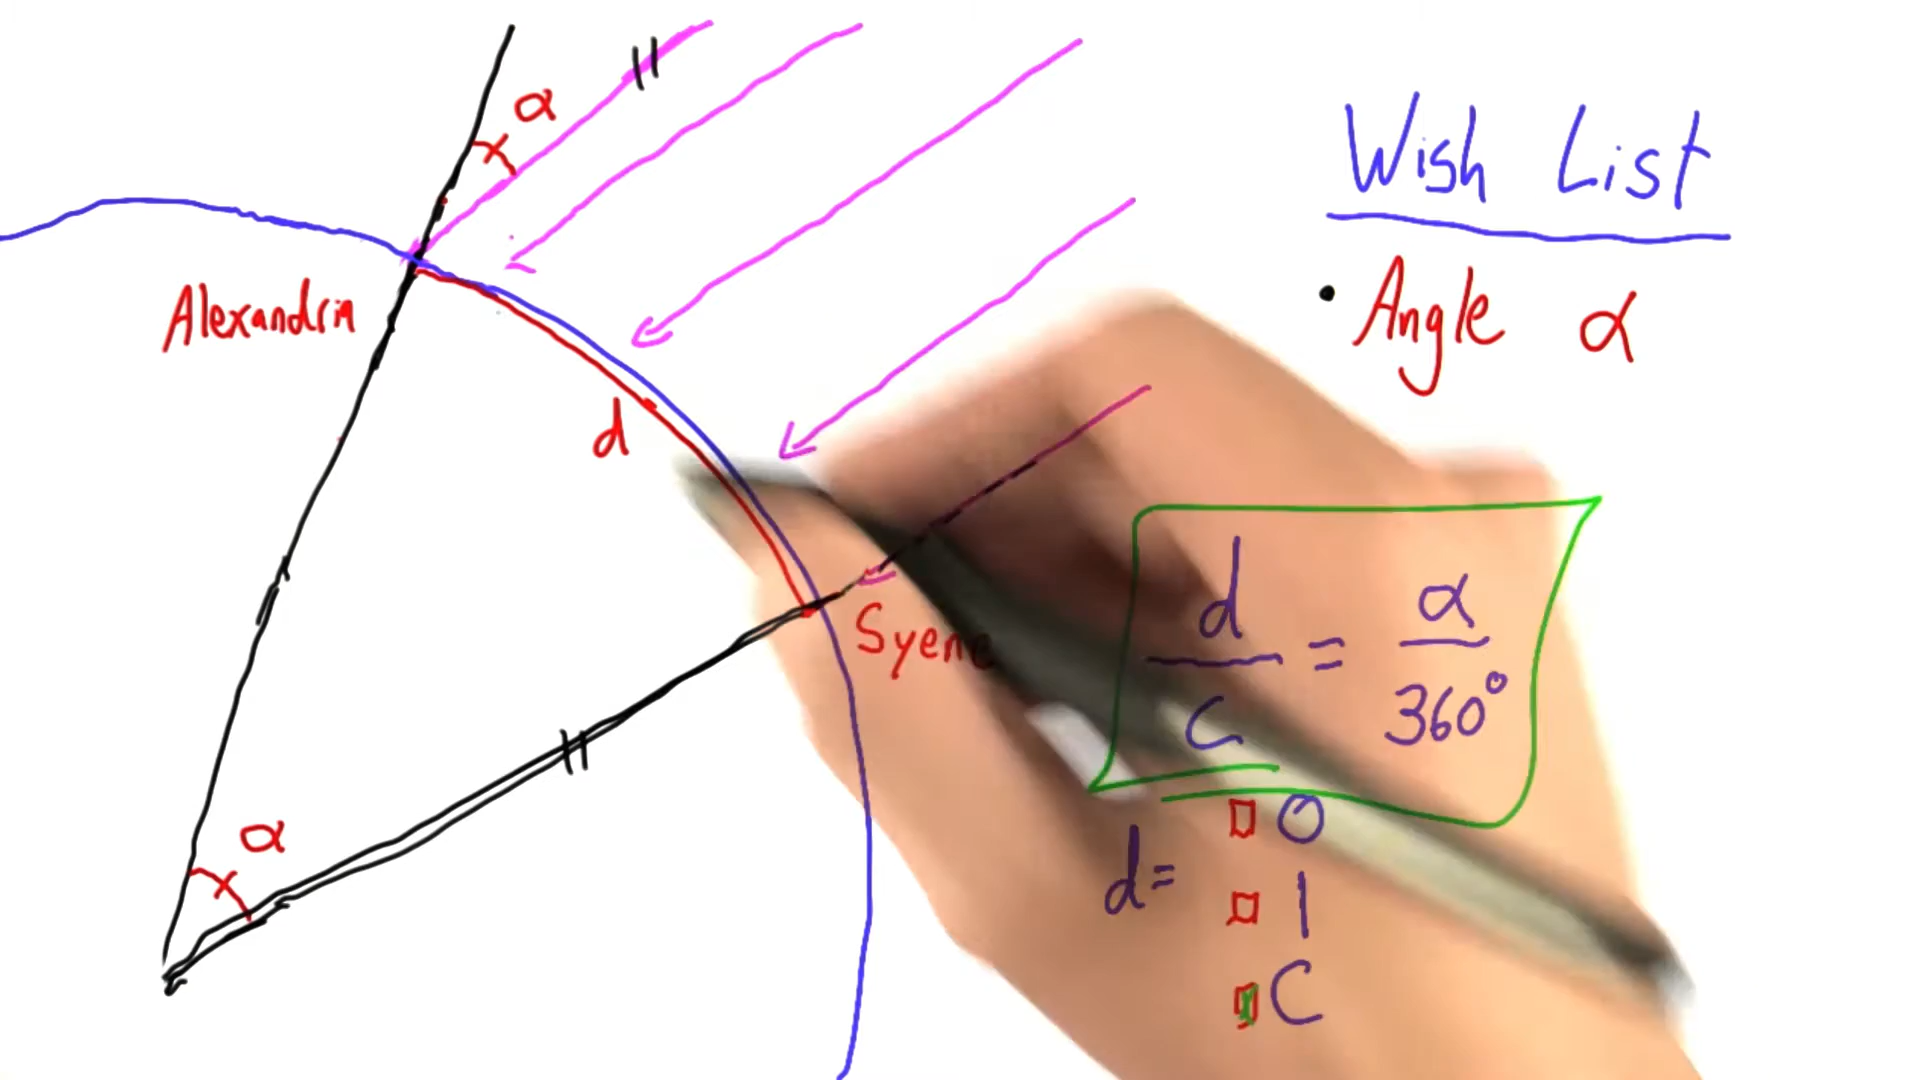 α
Wish List
• Angle α
Alexandria
d
Syene
d/C = α/360°
α
d=
0
1
C